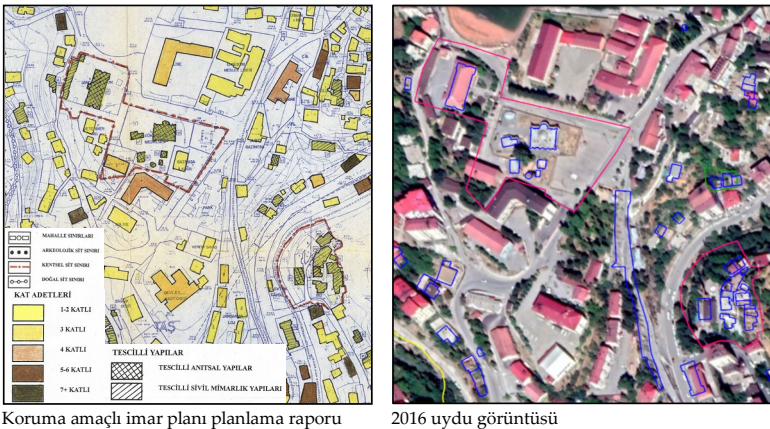 MAHALLE SINIRLARI
ARKEOLOJİK SİT SINIRI
KENTSEL SİT SINIRI
DOĞAL SİT SINIRI
KAT ADETLERİ
1-2 KATLI
3 KATLI
4 KATLI
5-6 KATLI
7+ KATLI
TESCİLLİ YAPILAR
TESCİLLİ ANITSAL YAPILAR
TESCİLLİ SİVİL MİMARLIK YAPILARI
PARK
TAŞ
Koruma amaçlı imar planı planlama raporu
2016 uydu görüntüsü